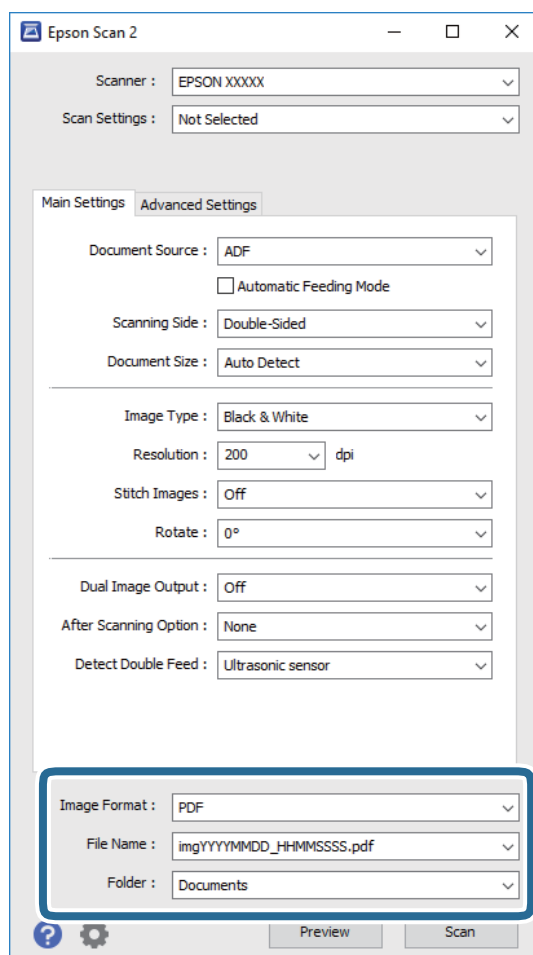 Epson Scan 2
Scanner : EPSON XXXXX
Scan Settings : Not Selected
Main Settings Advanced Settings
Document Source : ADF
Automatic Feeding Mode
Scanning Side : Double-Sided
Document Size : Auto Detect
Image Type : Black & White
Resolution : 200 dpi
Stitch Images : Off
Rotate : 0°
Dual Image Output : Off
After Scanning Option : None
Detect Double Feed : Ultrasonic sensor
Image Format : PDF
File Name : imgYYYYMMDD_HHMMSSSS.pdf
Folder : Documents
? Preview Scan